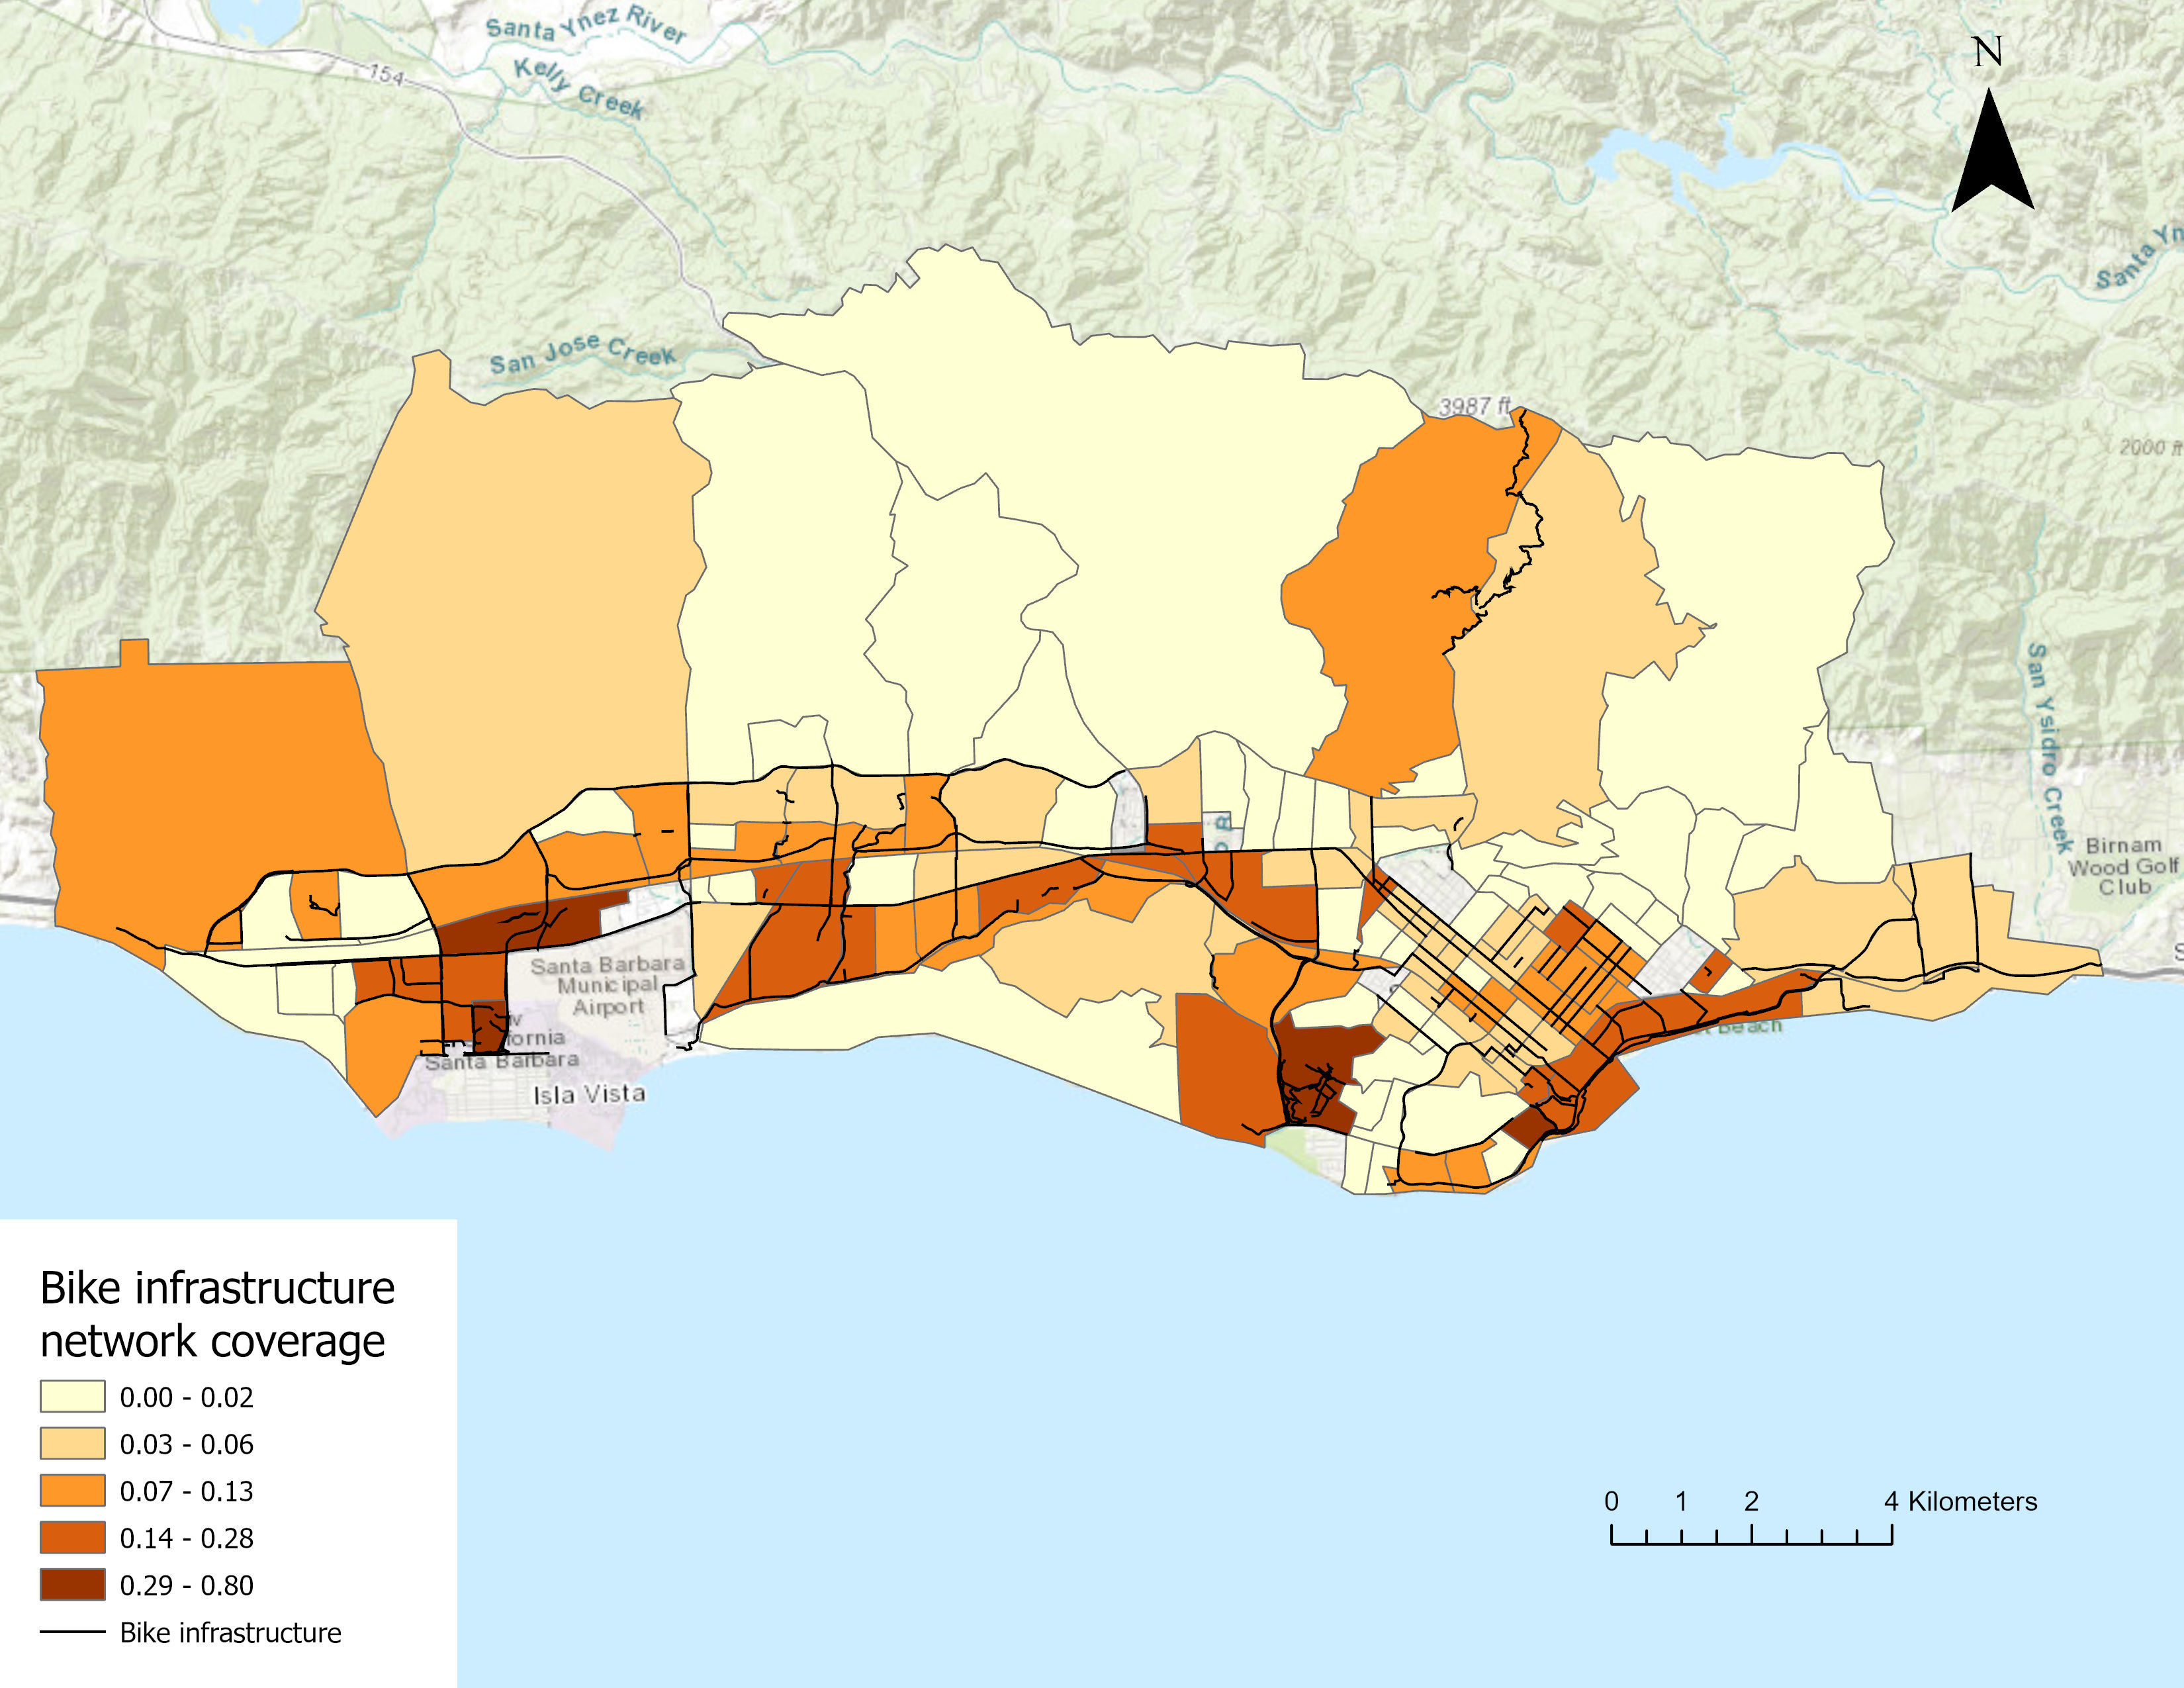 Santa Ynez River
N
154
Kelly Creek
Santa Yn
San Jose Creek
3987 ft
2000 ft
San Ysidro Creek
Birnam
Wood Golf
Club
Santa Barbara
Municipal
Airport
ifornia
Santa Barbara
Isla Vista
Beach
Bike infrastructure
network coverage
0.00 - 0.02
0.03 - 0.06
0.07 - 0.13
0.14 - 0.28
0.29 - 0.80
Bike infrastructure
0 1 2 4 Kilometers